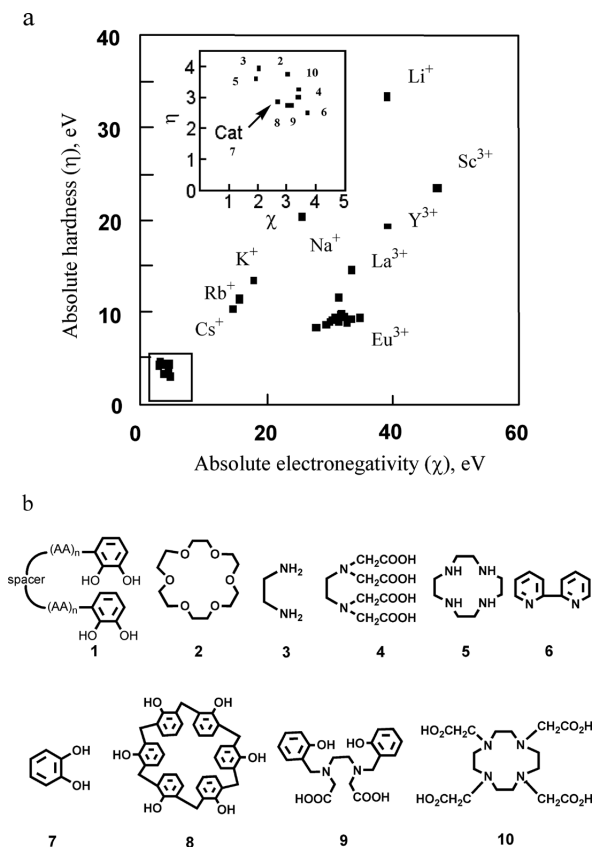 a
40
30
20
10
0
Absolute hardness (η), eV
4
3
2
1
0
η
3
2
10
5
4
Cat
8
9
6
7
1
2
3
4
5
χ
Li⁺
Sc³⁺
Y³⁺
Na⁺
La³⁺
K⁺
Rb⁺
Cs⁺
Eu³⁺
0
20
40
60
Absolute electronegativity (χ), eV
b
(AA)n
HO
OH
spacer
(AA)n
HO
OH
1
O
O
O
O
O
O
2
NH₂
NH₂
3
CH₂COOH
N
CH₂COOH
CH₂COOH
N
CH₂COOH
4
NH
HN
NH
HN
5
N
N
6
OH
OH
7
OH
HO
OH
HO
OH
HO
8
OH
HO
N
N
HOOC
COOH
9
HO₂CH₂C
CH₂CO₂H
N
N
N
N
HO₂CH₂C
CH₂CO₂H
10